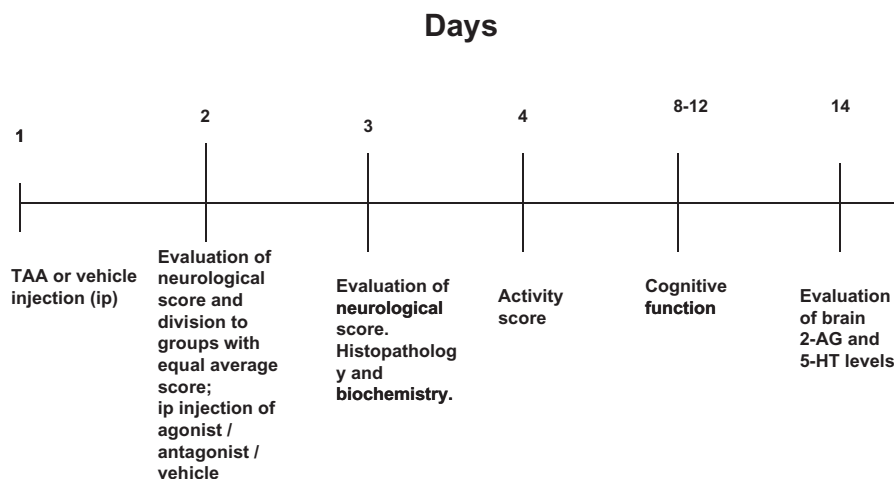 Days
1
2
3
4
8-12
14
TAA or vehicle
injection (ip)
Evaluation of
neurological
score and
division to
groups with
equal average
score;
ip injection of
agonist /
antagonist /
vehicle
Evaluation of
neurological
score.
Histopatholog
y and
biochemistry.
Activity
score
Cognitive
function
Evaluation
of brain
2-AG and
5-HT levels